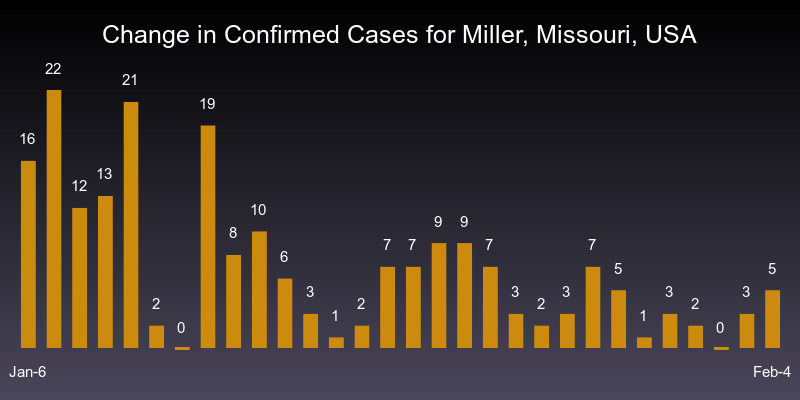 Change in Confirmed Cases for Miller, Missouri, USA
16 22 12 13 21 2 0 19 8 10 6 3 1 2 7 7 9 9 7 3 2 3 7 5 1 3 2 0 3 5
Jan-6 Feb-4